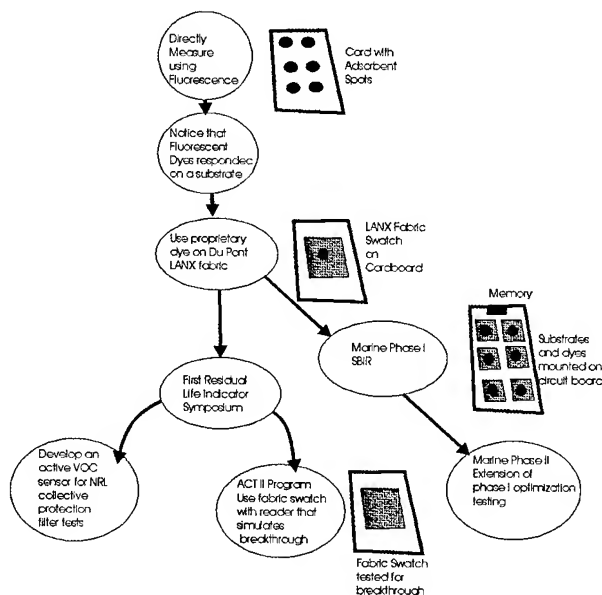 Directly
Measure
using
Fluorescence
Card with
Adsorbent
Spots
Notice that
Fluorescent
Dyes responded
on a substrate
Use proprietary
dye on Du Pont
LANX fabric
LANX Fabric
Swatch
on
Cardboard
Memory
Substrates
and dyes
mounted on
circuit board
Marine Phase I
SBIR
First Residual
Life Indicator
Symposium
Develop an
active VOC
sensor for NRL
collective
protection
filter tests
ACT II Program
Use fabric swatch
with reader that
simulates
breakthrough
Marine Phase II
Extension of
phase I optimization
testing
Fabric Swatch
tested for
breakthrough